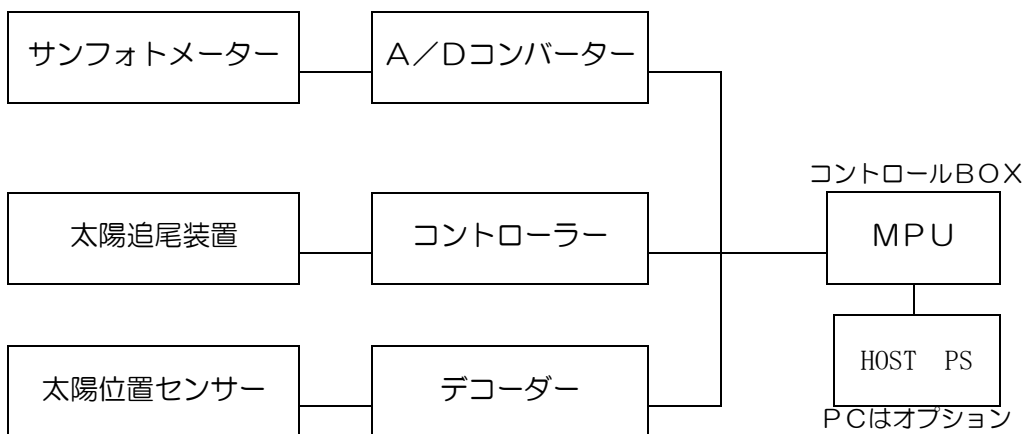 サンフォトメーター
A／Dコンバーター
コントロールBOX
太陽追尾装置
コントローラー
MPU
HOST　PS
太陽位置センサー
デコーダー
PCはオプション